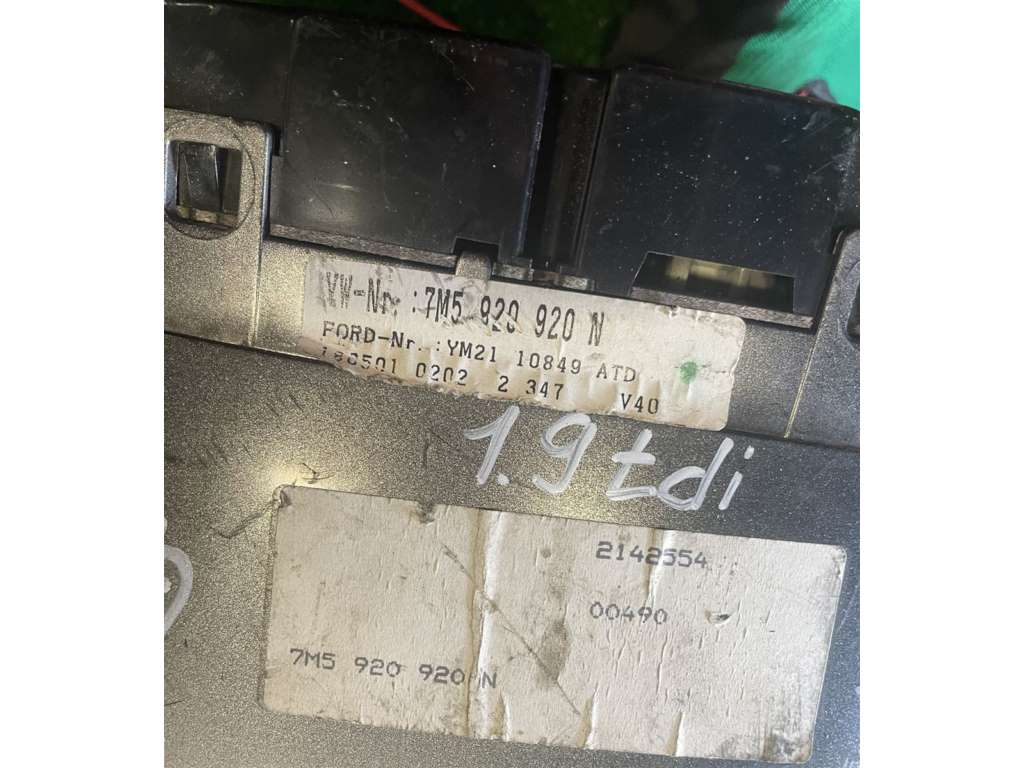 VW-Nr. :7M5 920 920 N
FORD-Nr. :YM21 10849 ATD
0202 2 347 V40
1.9 tdi
2142554
00490
7M5 920 920 N